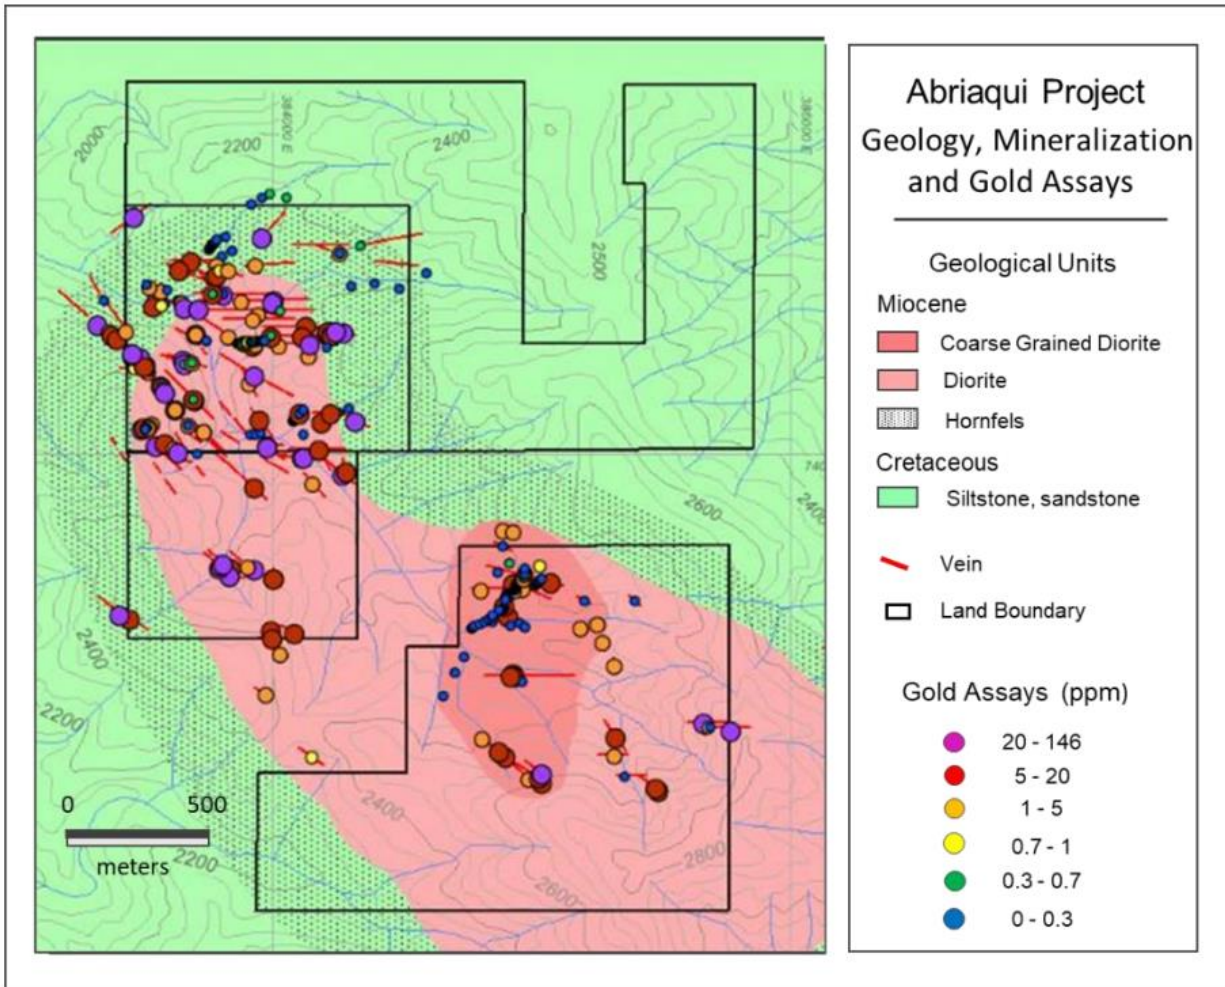 2000
2200
384000 E
2400
386000 E
2500
2600
2400
2200
0 500
meters
2200
2400
2600
2800
Abriaqui Project
Geology, Mineralization
and Gold Assays
Geological Units
Miocene
Coarse Grained Diorite
Diorite
Hornfels
Cretaceous
Siltstone, sandstone
Vein
Land Boundary
Gold Assays (ppm)
20 - 146
5 - 20
1 - 5
0.7 - 1
0.3 - 0.7
0 - 0.3